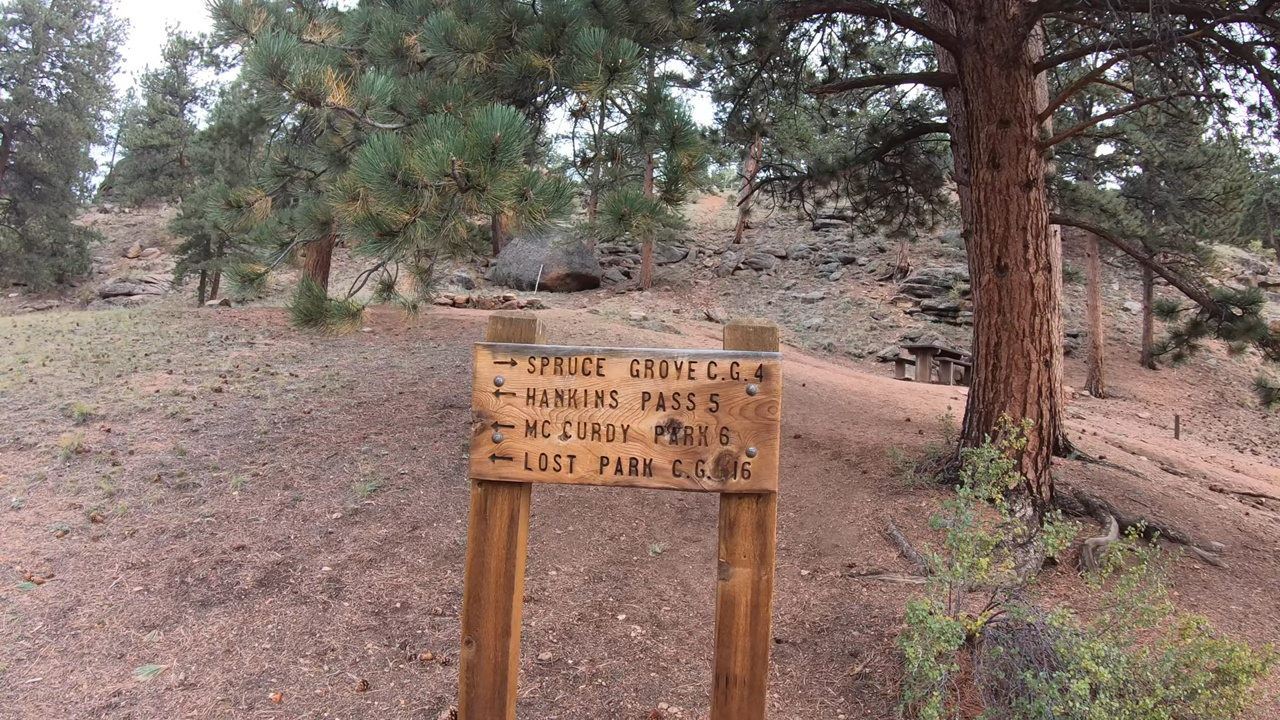 → SPRUCE GROVE C.G. 4
← HANKINS PASS 5
← MC CURDY PARK 6
← LOST PARK C.G. 16